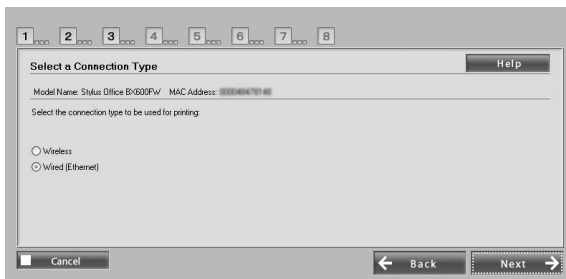 1 2 3 4 5 6 7 8
Select a Connection Type
Help
Model Name: Stylus Office BX600FW MAC Address:
Select the connection type to be used for printing:
Wireless
Wired (Ethernet)
Cancel
Back
Next